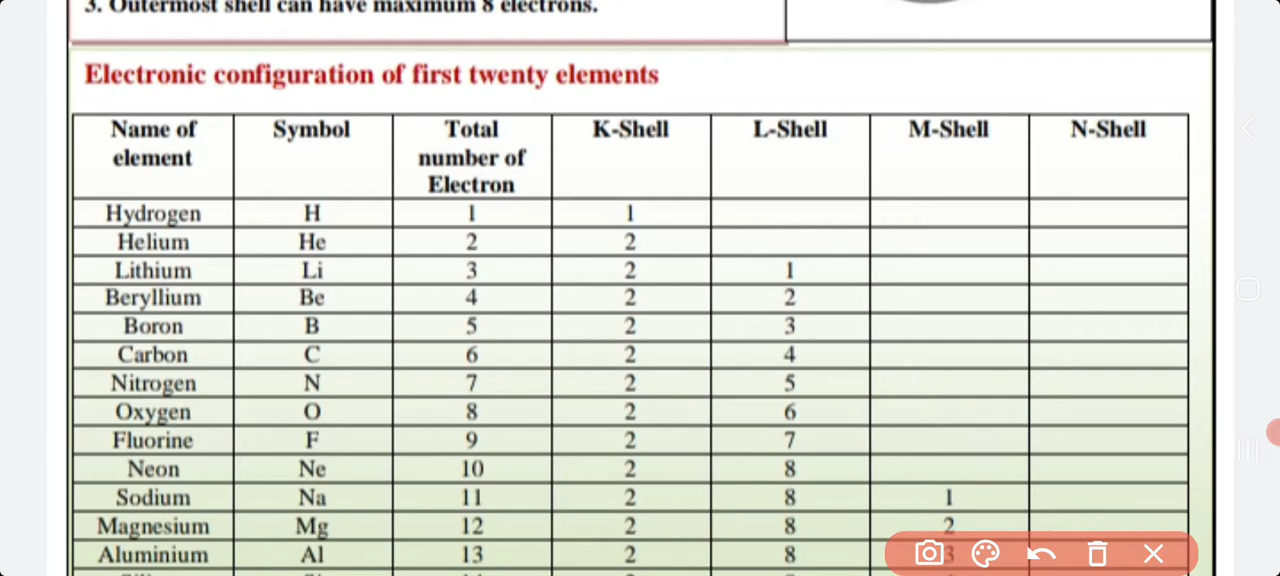 3. Outermost shell can have maximum 8 electrons.
Electronic configuration of first twenty elements
Name of element Symbol Total number of Electron K-Shell L-Shell M-Shell N-Shell
Hydrogen H 1 1
Helium He 2 2
Lithium Li 3 2 1
Beryllium Be 4 2 2
Boron B 5 2 3
Carbon C 6 2 4
Nitrogen N 7 2 5
Oxygen O 8 2 6
Fluorine F 9 2 7
Neon Ne 10 2 8
Sodium Na 11 2 8 1
Magnesium Mg 12 2 8 2
Aluminium Al 13 2 8 3